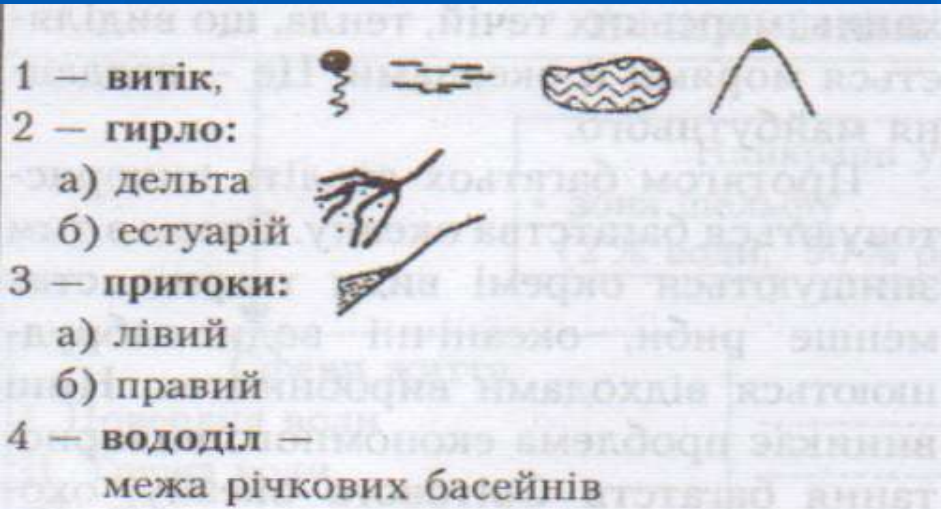 1 — витік,
2 — гирло:
а) дельта
б) естуарій
3 — притоки:
а) лівий
б) правий
4 — вододіл —
межа річкових басейнів